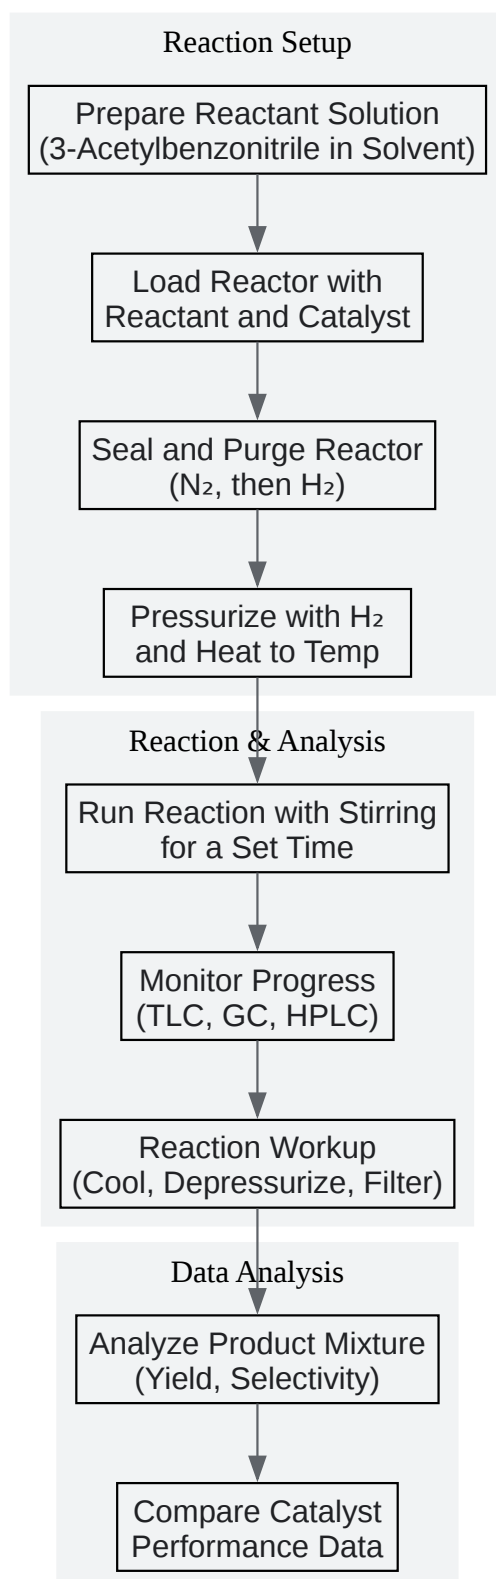 Reaction Setup
Prepare Reactant Solution
(3-Acetylbenzonitrile in Solvent)
Load Reactor with
Reactant and Catalyst
Seal and Purge Reactor
(N₂, then H₂)
Pressurize with H₂
and Heat to Temp
Reaction & Analysis
Run Reaction with Stirring
for a Set Time
Monitor Progress
(TLC, GC, HPLC)
Reaction Workup
(Cool, Depressurize, Filter)
Data Analysis
Analyze Product Mixture
(Yield, Selectivity)
Compare Catalyst
Performance Data